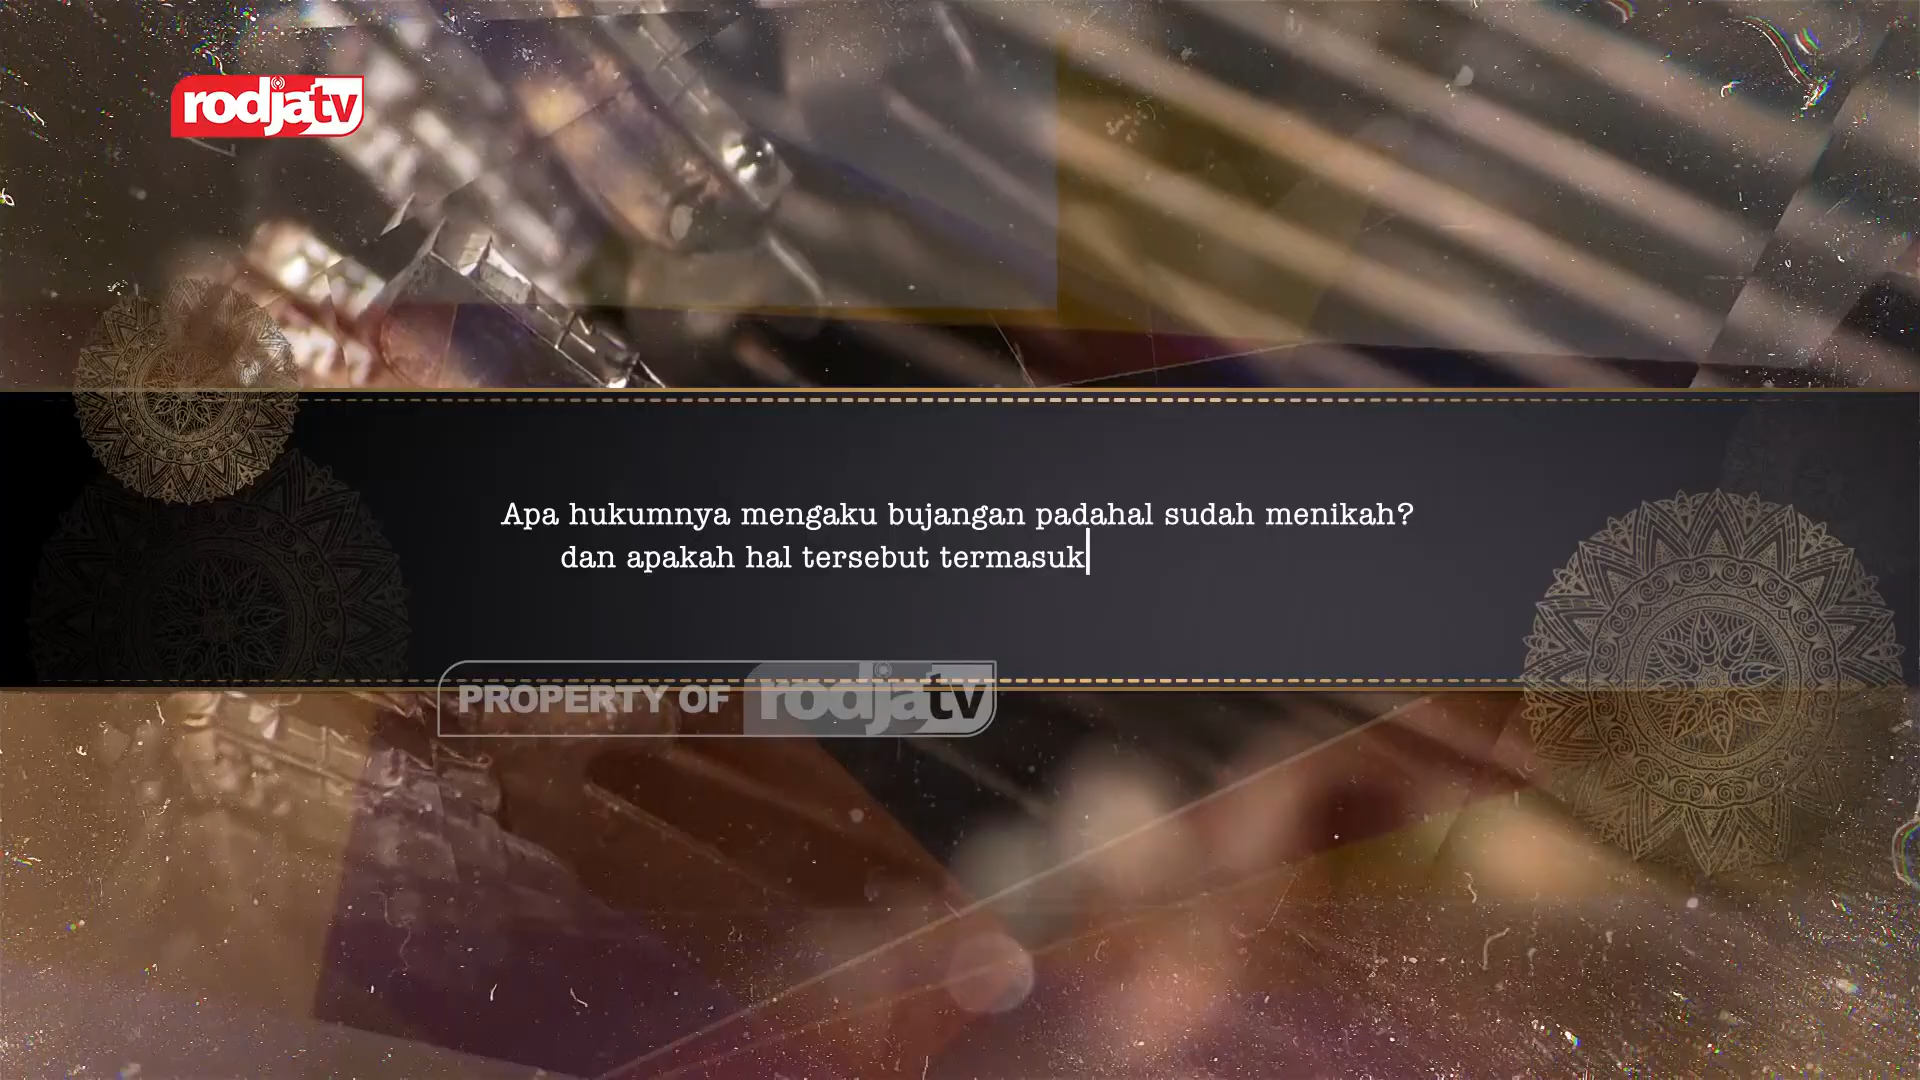 rodjatv
Apa hukumnya mengaku bujangan padahal sudah menikah?
dan apakah hal tersebut termasuk
PROPERTY OF rodjatv